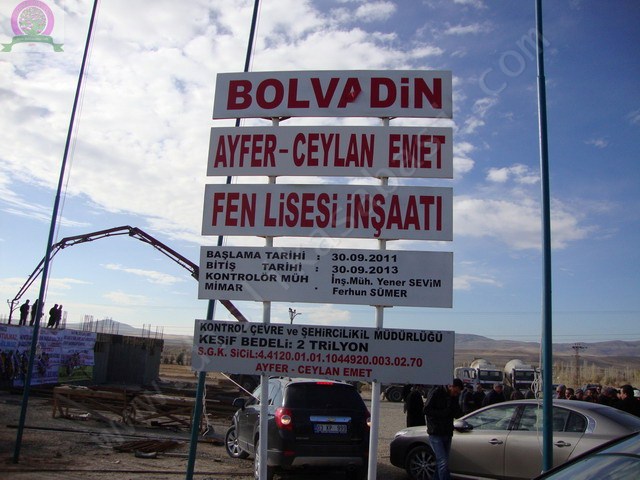 BOLVADİN
AYFER-CEYLAN EMET
FEN LİSESİ İNŞAATI
BAŞLAMA TARİHİ : 30.09.2011
BİTİŞ TARİHİ : 30.09.2013
KONTROLÖR MÜH : İnş.Müh. Yener SEVİM
MİMAR . Ferhun SÜMER
KONTROL ÇEVRE ve ŞEHİRCİLİK MÜDÜRLÜĞÜ
KEŞİF BEDELİ: 2 TRİLYON
S.G.K. SİCİL:4.4120.01.01.1044920.003.02.70
AYFER - CEYLAN EMET